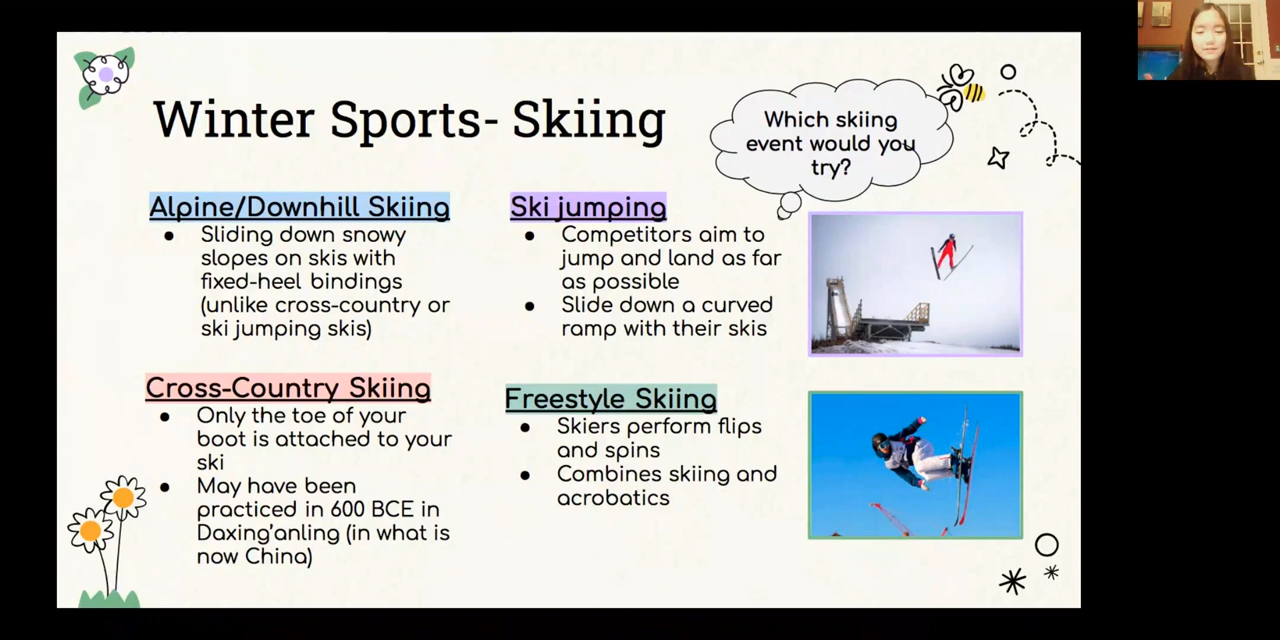 Winter Sports- Skiing
Which skiing
event would you
try?
Alpine/Downhill Skiing
● Sliding down snowy
slopes on skis with
fixed-heel bindings
(unlike cross-country or
ski jumping skis)
Cross-Country Skiing
● Only the toe of your
boot is attached to your
ski
● May have been
practiced in 600 BCE in
Daxing'anling (in what is
now China)
Ski jumping
● Competitors aim to
jump and land as far
as possible
● Slide down a curved
ramp with their skis
Freestyle Skiing
● Skiers perform flips
and spins
● Combines skiing and
acrobatics